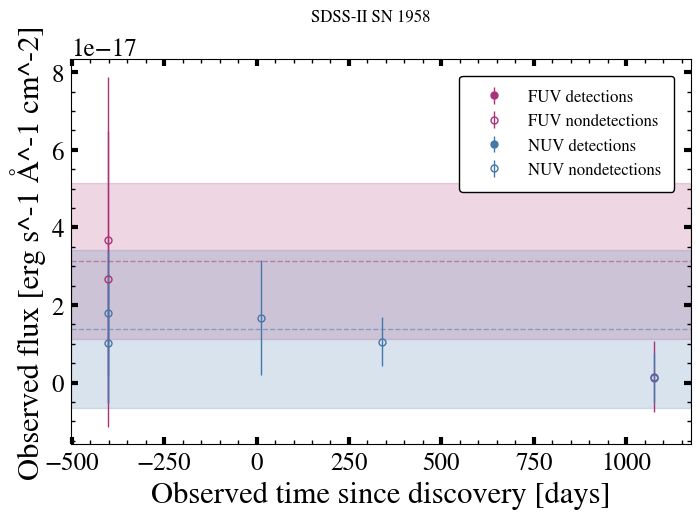 SDSS-II SN 1958
1e−17
8
6
4
2
0
Observed flux [erg s^-1 Å^-1 cm^-2]
FUV detections
FUV nondetections
NUV detections
NUV nondetections
−500 −250 0 250 500 750 1000
Observed time since discovery [days]